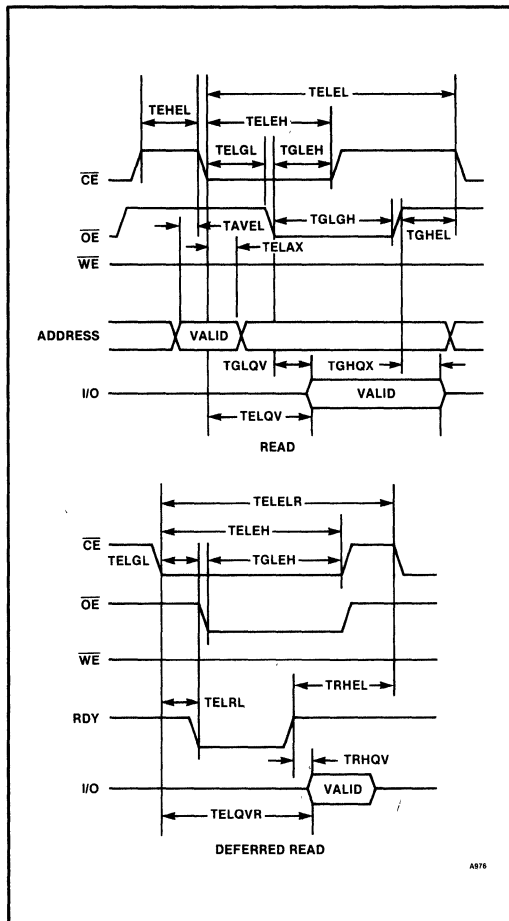 TELEL
TEHEL TELEH
TELGL TGLEH
CE
TAVEL TGLGH
OE TELAX TGHEL
WE
ADDRESS VALID
TGLQV TGHQX
I/O VALID
TELQV
READ
TELELR
TELEH
CE
TELGL TGLEH
OE
WE
TRHEL
TELRL
RDY
TRHQV
I/O VALID
TELQVR
DEFERRED READ
A976